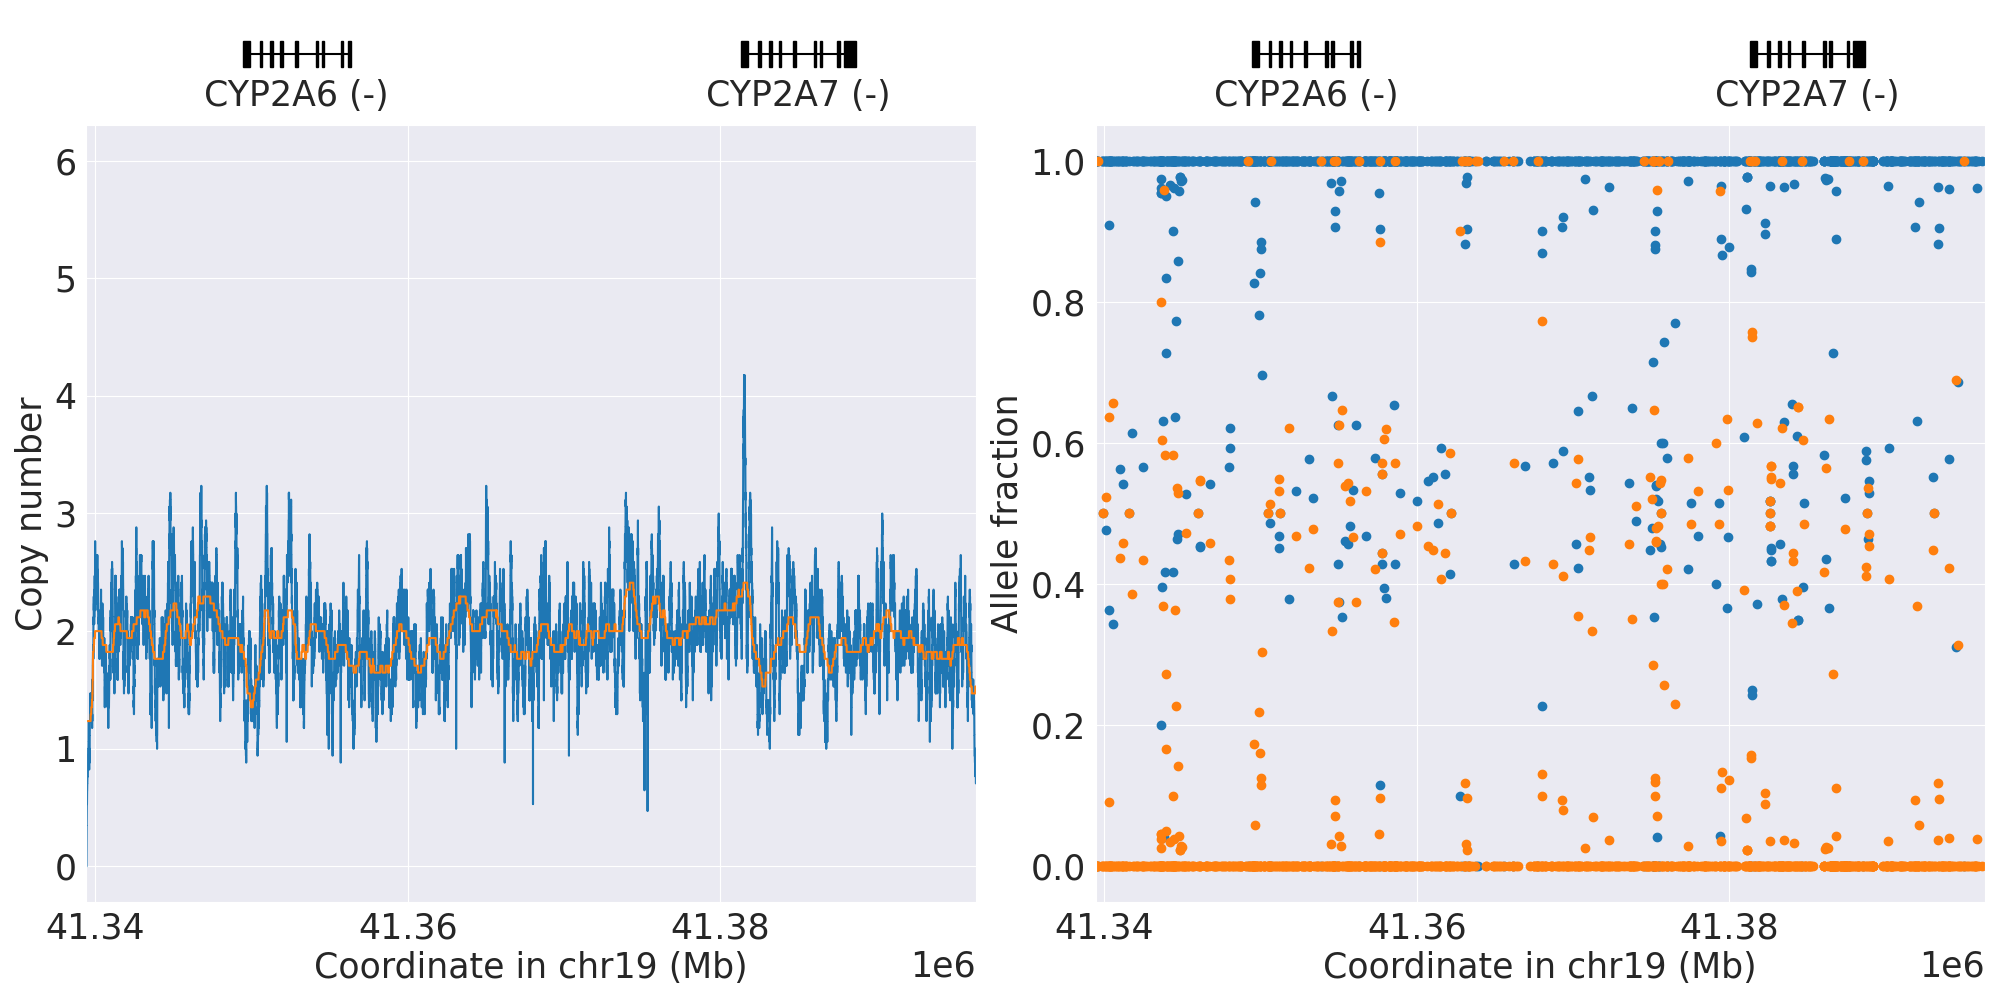 CYP2A6 (-)
CYP2A7 (-)
CYP2A6 (-)
CYP2A7 (-)
Copy number
6
5
4
3
2
1
0
41.34
41.36
41.38
Coordinate in chr19 (Mb)
1e6
Allele fraction
1.0
0.8
0.6
0.4
0.2
0.0
41.34
41.36
41.38
Coordinate in chr19 (Mb)
1e6